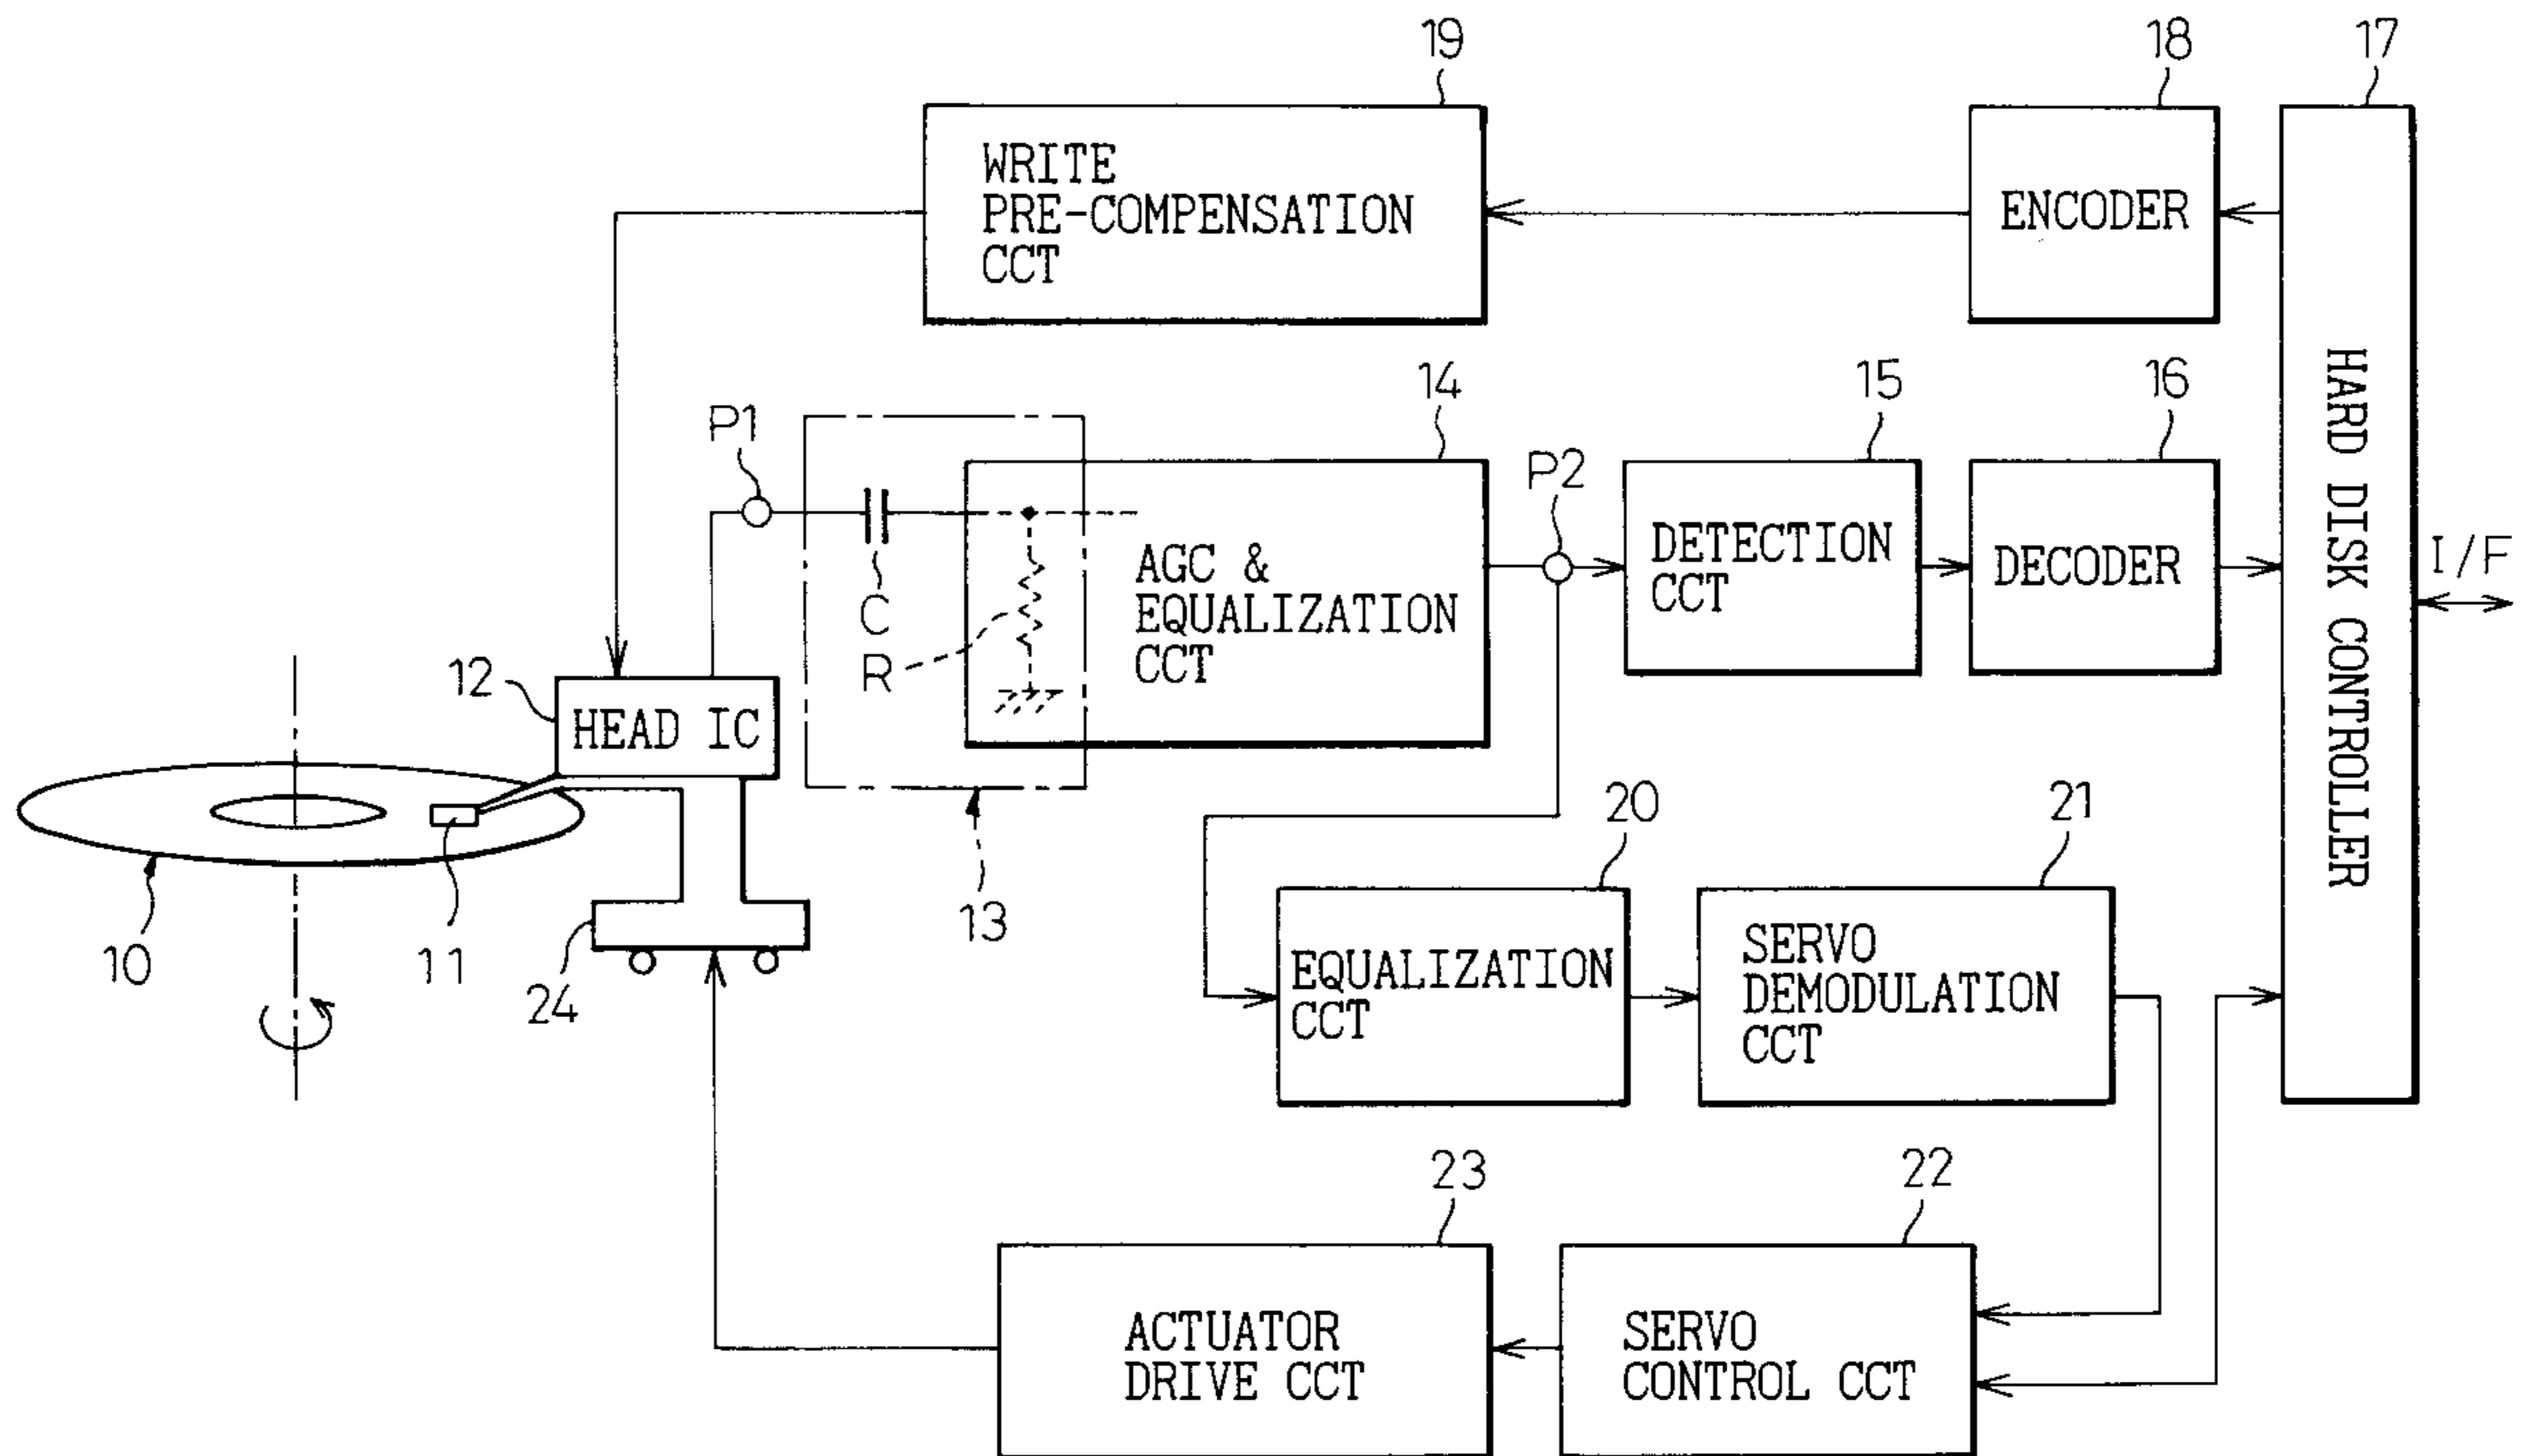 19
18
17
WRITE
PRE-COMPENSATION
CCT
ENCODER
HARD DISK CONTROLLER
P1
14
P2
15
16
AGC &
EQUALIZATION
CCT
DETECTION
CCT
DECODER
I/F
C
R
12
HEAD IC
13
10
11
24
20
21
EQUALIZATION
CCT
SERVO
DEMODULATION
CCT
23
22
ACTUATOR
DRIVE CCT
SERVO
CONTROL CCT